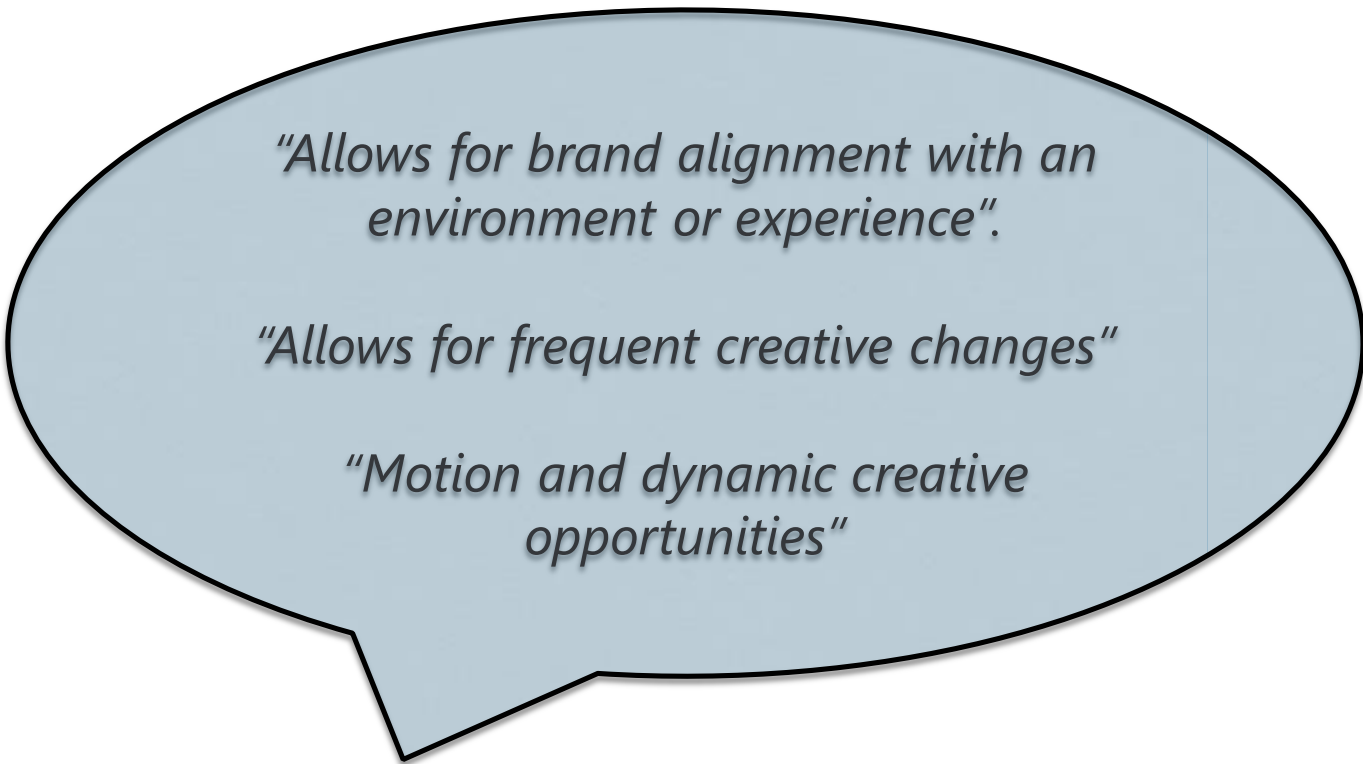 “Allows for brand alignment with an
environment or experience“.
“Allows for frequent creative changes”
“Motion and dynamic creative
opportunities”